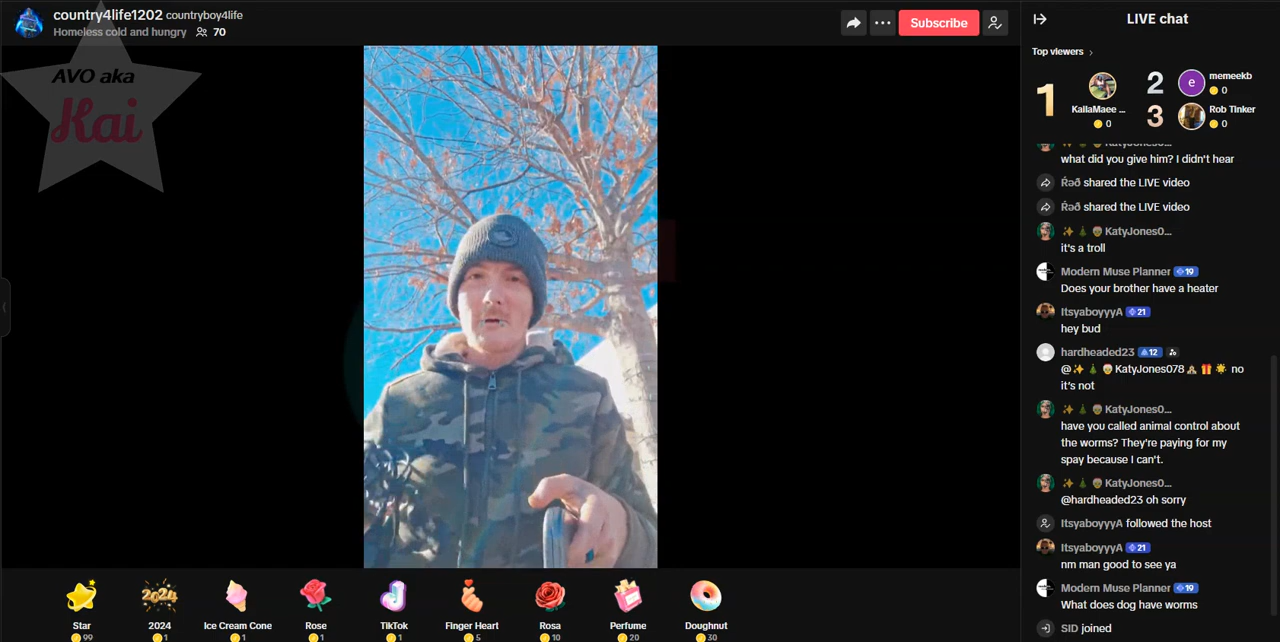 country4life1202 countryboy4life
Homeless cold and hungry 70
AVO aka
Kai
Subscribe
LIVE chat
Top viewers
1
KallaMaee ...
0
2
e
memeekb
0
3
Rob Tinker
0
KatyJones0...
what did you give him? I didn't hear
Ŕəð shared the LIVE video
Ŕəð shared the LIVE video
KatyJones0...
it's a troll
Modern Muse Planner 19
Does your brother have a heater
ItsyaboyyyA 21
hey bud
hardheaded23 12
@✨🎄🤶KatyJones078 🎁 🌟 no
it's not
KatyJones0...
have you called animal control about
the worms? They're paying for my
spay because I can't.
KatyJones0...
@hardheaded23 oh sorry
ItsyaboyyyA followed the host
ItsyaboyyyA 21
nm man good to see ya
Modern Muse Planner 19
What does dog have worms
SID joined
2024
Star 2024 Ice Cream Cone Rose TikTok Finger Heart Rosa Perfume Doughnut
99 1 1 1 1 5 10 20 30